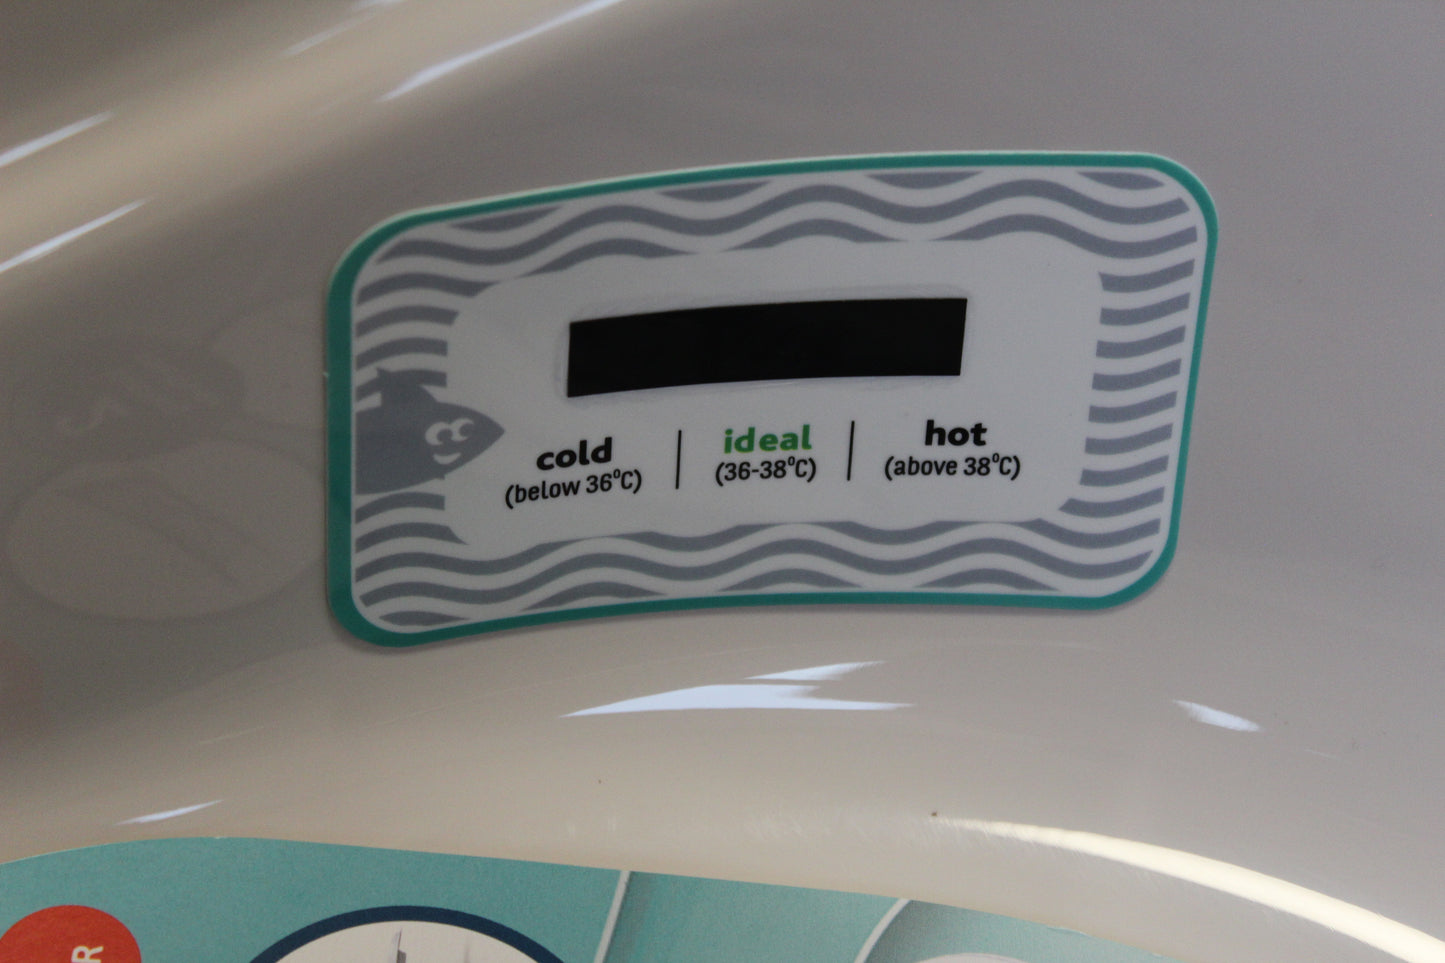 cold
(below 36°C)
ideal
(36-38°C)
hot
(above 38°C)
R